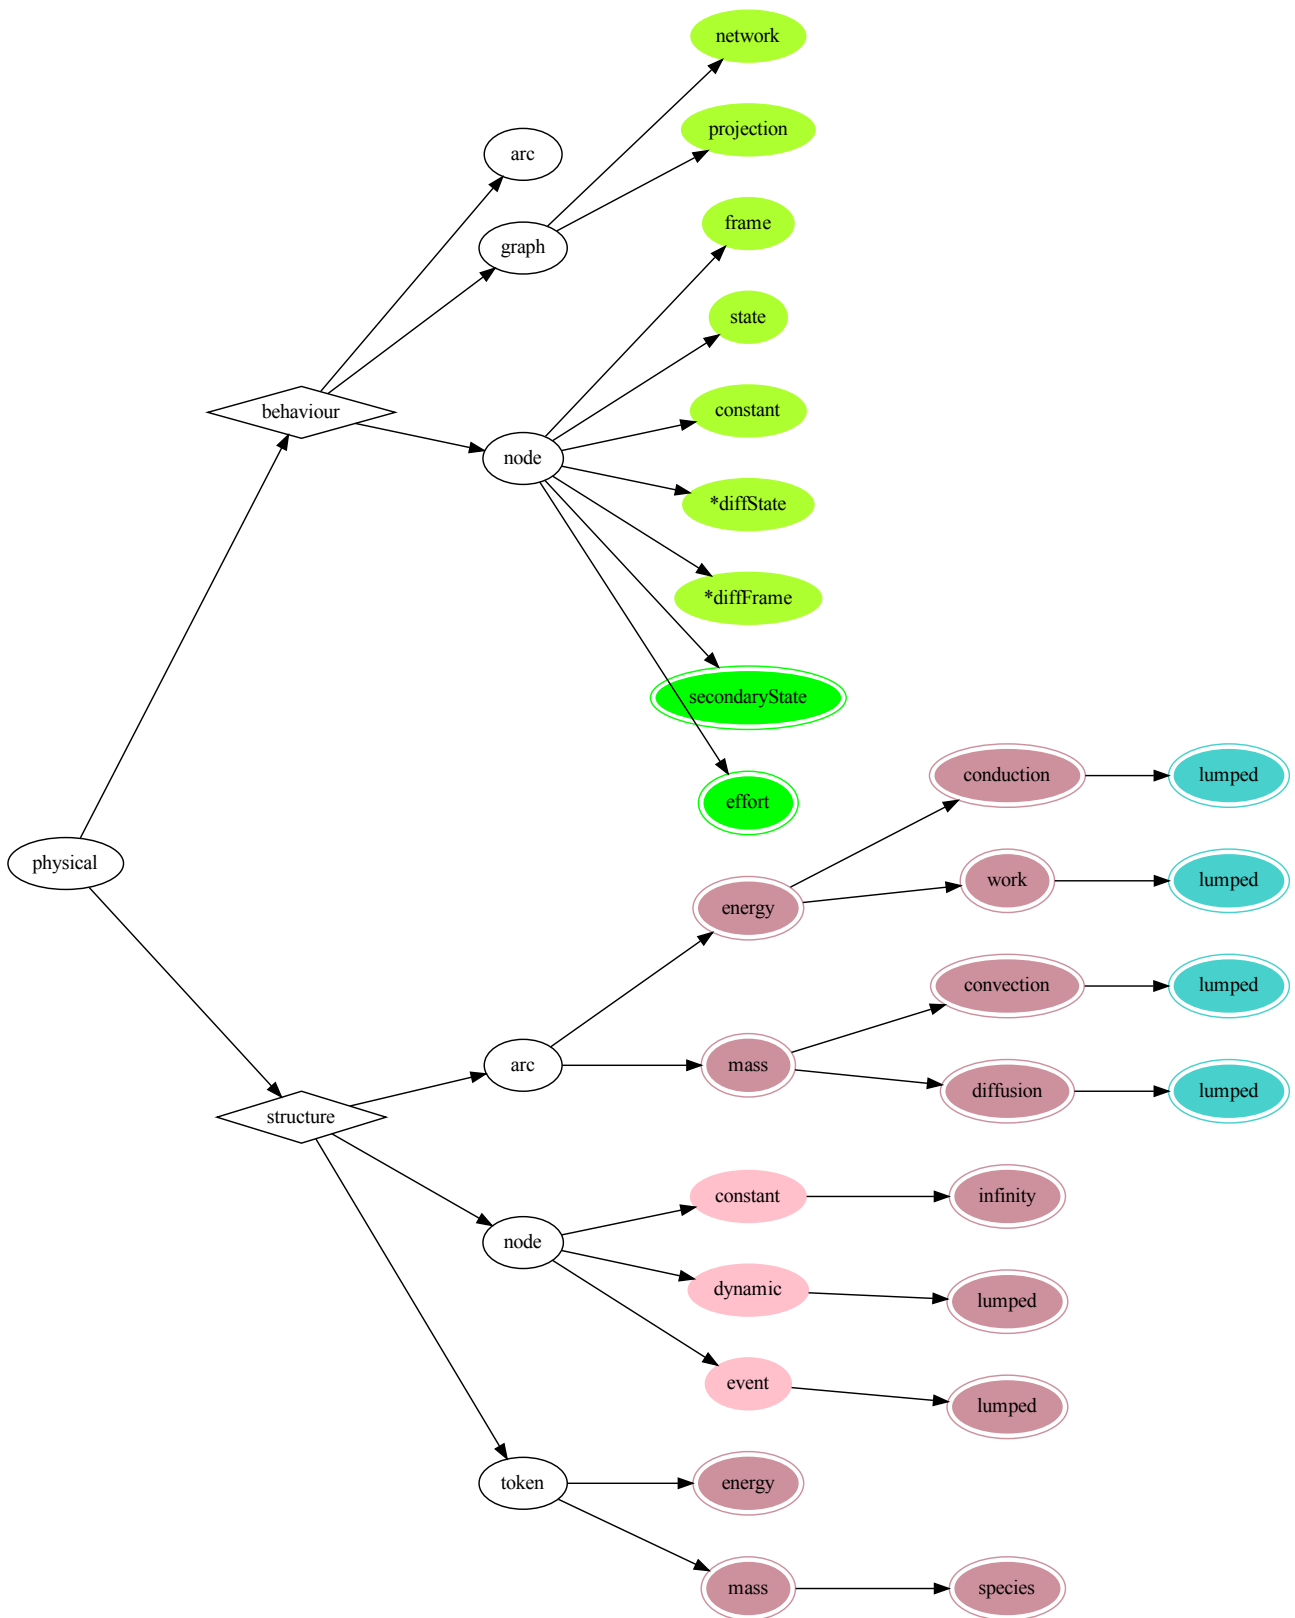 network
projection
arc
frame
graph
state
behaviour
constant
node
*diffState
*diffFrame
secondaryState
conduction
lumped
effort
physical
work
lumped
energy
convection
lumped
arc
mass
diffusion
lumped
structure
constant
infinity
node
dynamic
lumped
event
lumped
token
energy
mass
species